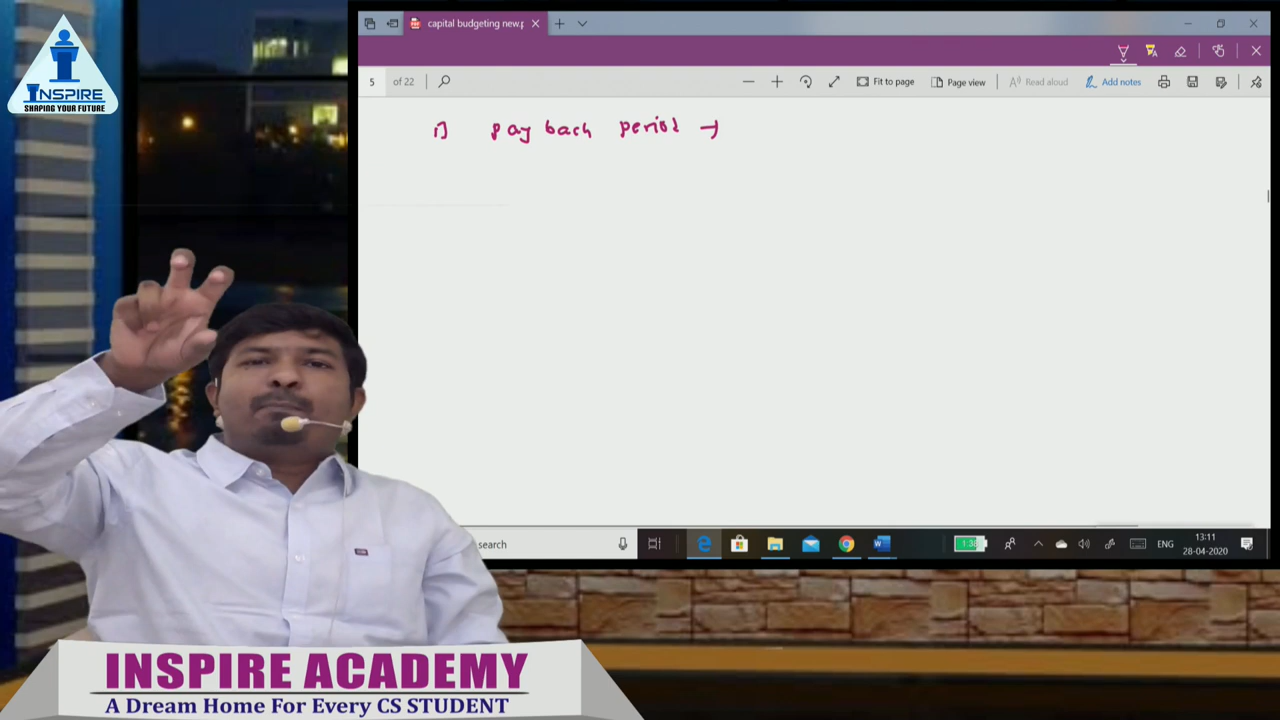 INSPIRE
SHAPING YOUR FUTURE
capital budgeting new.p
5 of 22
Fit to page
Page view
Read aloud
Add notes
1) Pay back period →
search
ENG
13:11
28-04-2020
INSPIRE ACADEMY
A Dream Home For Every CS STUDENT